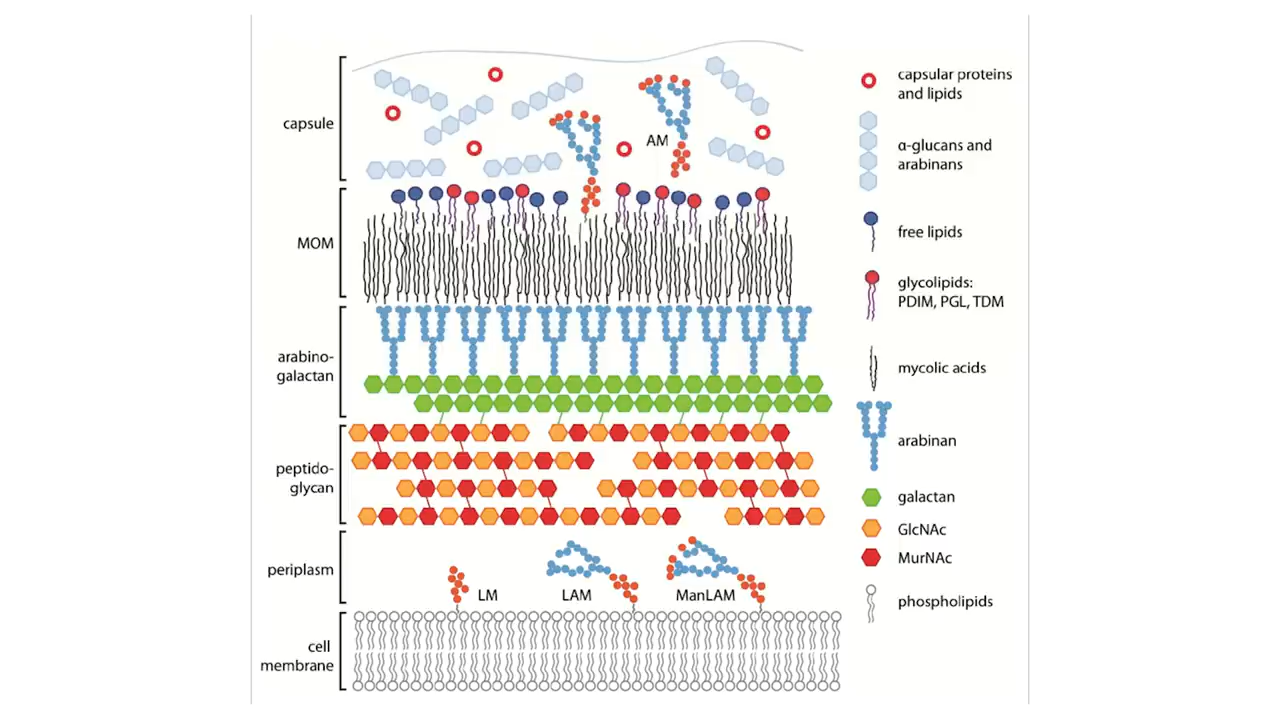 capsule
AM
MOM
arabino-
galactan
peptido-
glycan
periplasm
LM
LAM
ManLAM
cell
membrane
capsular proteins
and lipids
α-glucans and
arabinans
free lipids
glycolipids:
PDIM, PGL, TDM
mycolic acids
arabinan
galactan
GlcNAc
MurNAc
phospholipids